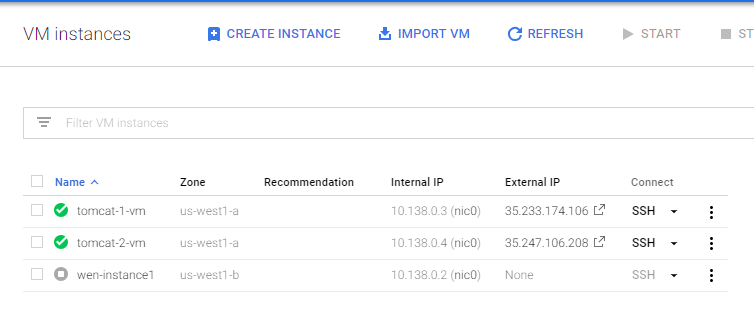 VM instances CREATE INSTANCE IMPORT VM REFRESH START ST
Filter VM instances
Name Zone Recommendation Internal IP External IP Connect
tomcat-1-vm us-west1-a 10.138.0.3 (nic0) 35.233.174.106 SSH
tomcat-2-vm us-west1-a 10.138.0.4 (nic0) 35.247.106.208 SSH
wen-instance1 us-west1-b 10.138.0.2 (nic0) None SSH